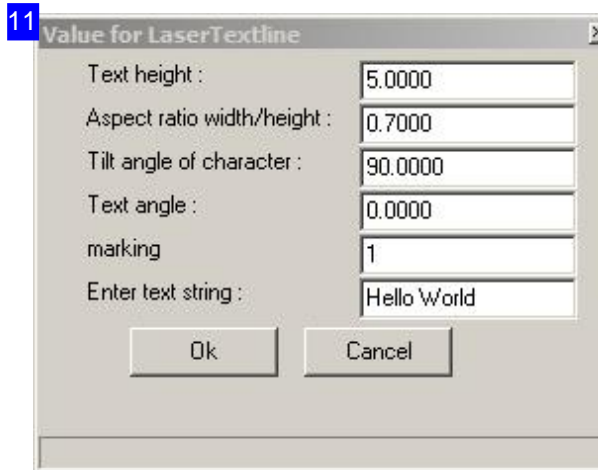 11
Value for LaserTextline
Text height : 5.0000
Aspect ratio width/height : 0.7000
Tilt angle of character : 90.0000
Text angle : 0.0000
marking 1
Enter text string : Hello World
Ok Cancel